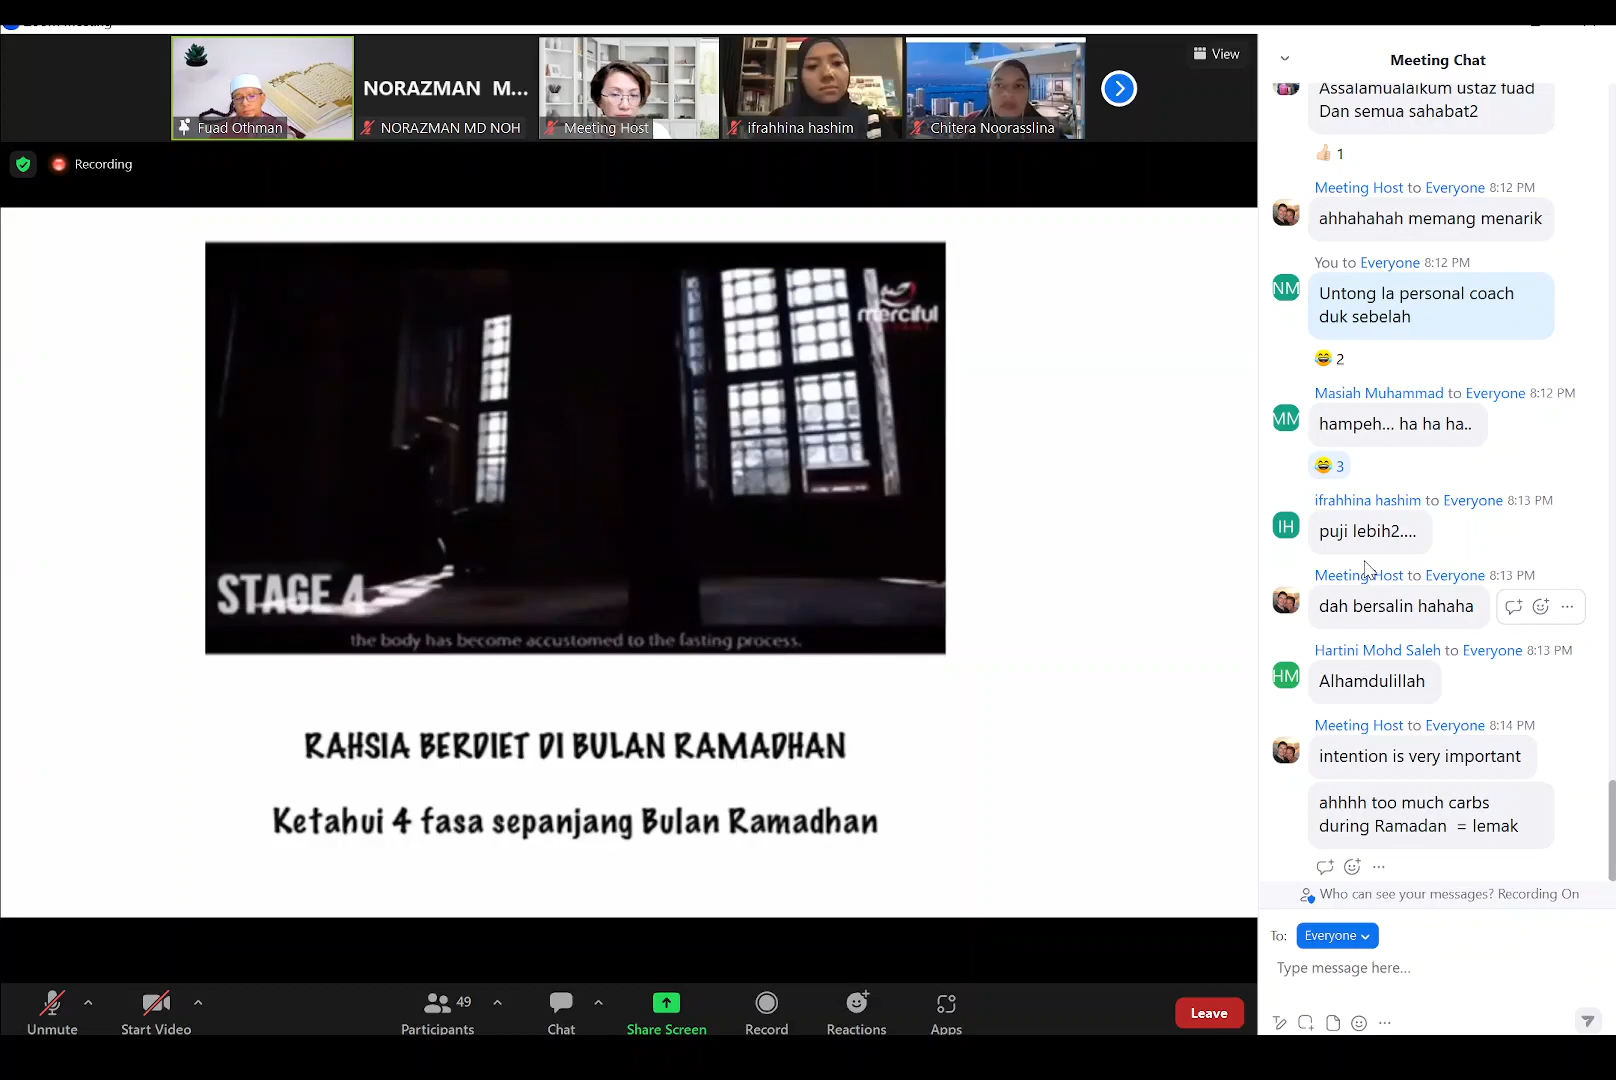 View
NORAZMAN M...
Fuad Othman
NORAZMAN MD NOH
Meeting Host
ifrahhina hashim
Chitera Noorasslina
Recording
merciful
STAGE 4
the body has become accustomed to the fasting process.
RAHSIA BERDIET DI BULAN RAMADHAN
Ketahui 4 fasa sepanjang Bulan Ramadhan
Unmute
Start Video
49
Participants
Chat
Share Screen
Record
Reactions
Apps
Leave
Meeting Chat
Assalamualaikum ustaz fuad
Dan semua sahabat2
1
Meeting Host to Everyone 8:12 PM
ahhahahah memang menarik
You to Everyone 8:12 PM
NM
Untong la personal coach
duk sebelah
2
Masiah Muhammad to Everyone 8:12 PM
MM
hampeh... ha ha ha..
3
ifrahhina hashim to Everyone 8:13 PM
IH
puji lebih2....
Meeting Host to Everyone 8:13 PM
dah bersalin hahaha
Hartini Mohd Saleh to Everyone 8:13 PM
HM
Alhamdulillah
Meeting Host to Everyone 8:14 PM
intention is very important
ahhhh too much carbs
during Ramadan = lemak
Who can see your messages? Recording On
To: Everyone
Type message here...